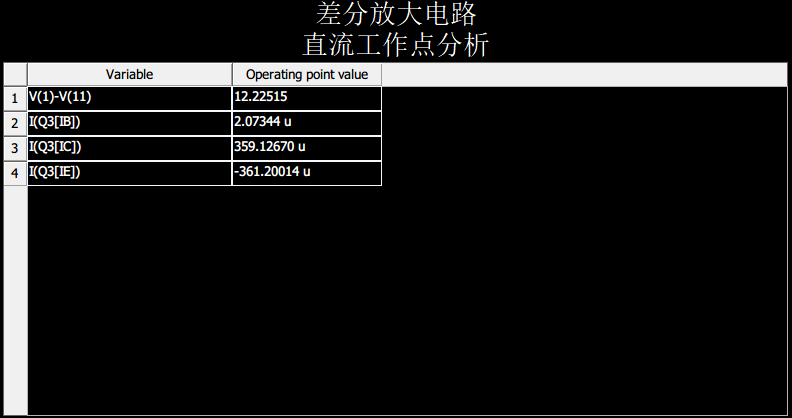 差分放大电路
直流工作点分析
Variable Operating point value
1 V(1)-V(11) 12.22515
2 I(Q3[IB]) 2.07344 u
3 I(Q3[IC]) 359.12670 u
4 I(Q3[IE]) -361.20014 u